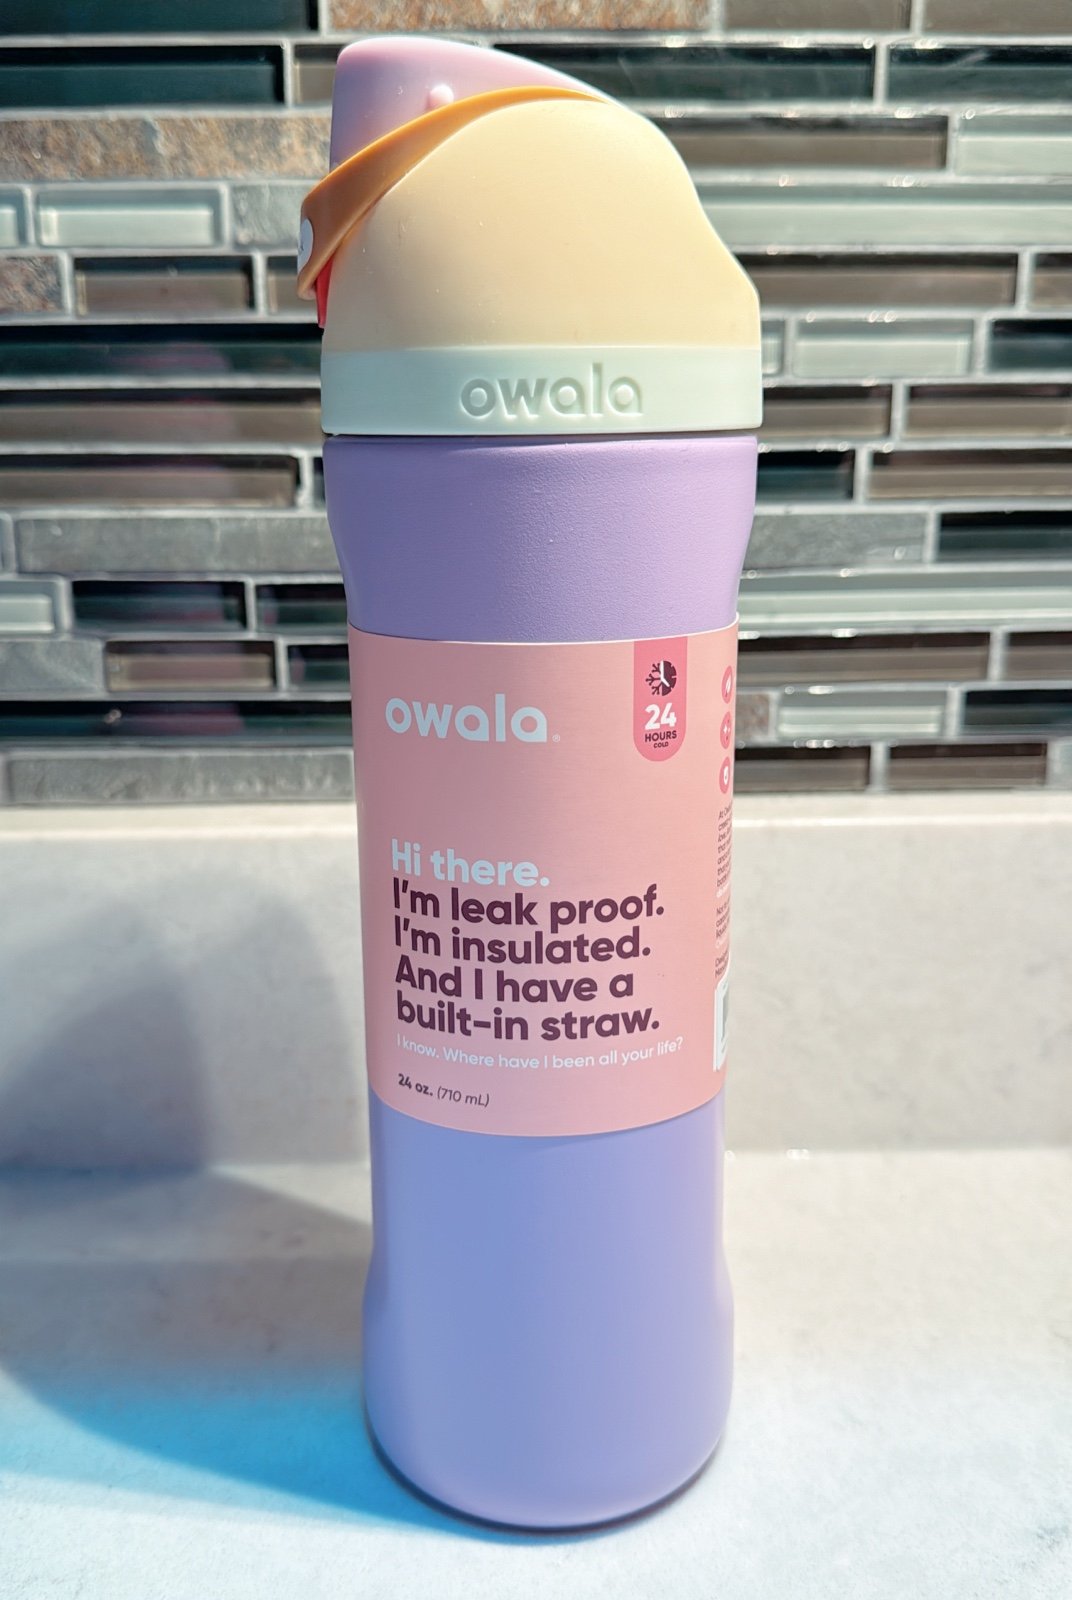 owala
owala®
24
HOURS
COLD
Hi there.
I'm leak proof.
I'm insulated.
And I have a
built-in straw.
I know. Where have I been all your life?
24 oz. (710 mL)